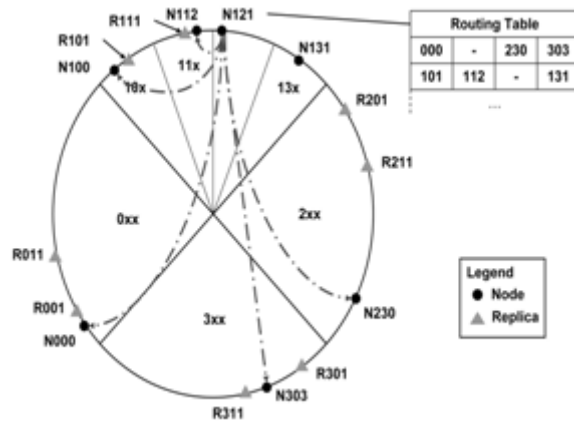 N112 N121
R111
R101
N100
N131
10x
11x
13x
Routing Table
000 - 230 303
101 112 - 131
....
R201
R211
0xx
2xx
R011
R001
N000
3xx
N230
R301
N303
R311
Legend
Node
Replica